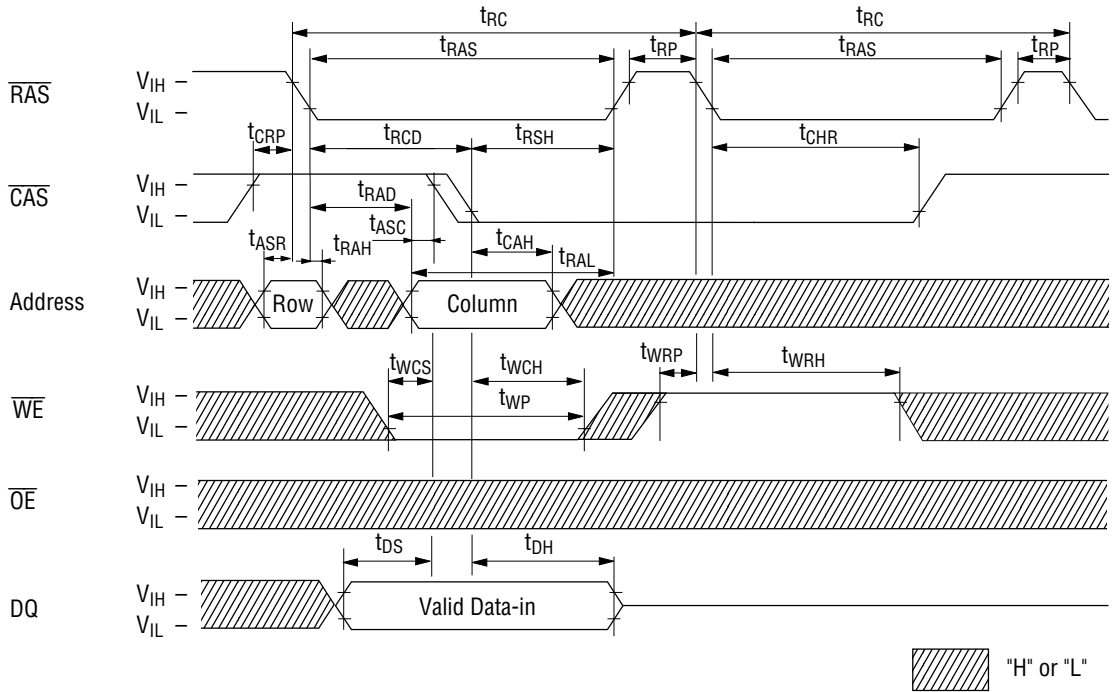 tRC tRC
tRAS tRP tRAS tRP
RAS VIH –
VIL –
tCRP tRCD tRSH tCHR
CAS VIH –
VIL –
tRAD
tASC tCAH
tASR tRAH tRAL
Address VIH –
VIL –
Row Column
tWCS tWCH tWRP tWRH
tWP
WE VIH –
VIL –
OE VIH –
VIL –
tDS tDH
DQ VIH –
VIL –
Valid Data-in
"H" or "L"